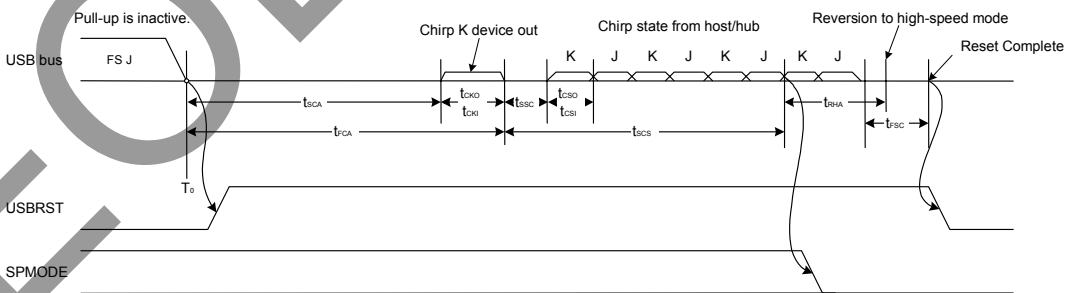 Pull-up is inactive.
Chirp K device out
Chirp state from host/hub
Reversion to high-speed mode
Reset Complete
USB bus
FS J
K J K J K J K J
tSCA
tCKO
tCKI
tSSC
tCSO
tCSI
tRHA
tFSC
tFCA
tSCS
T0
USBRST
SPMODE